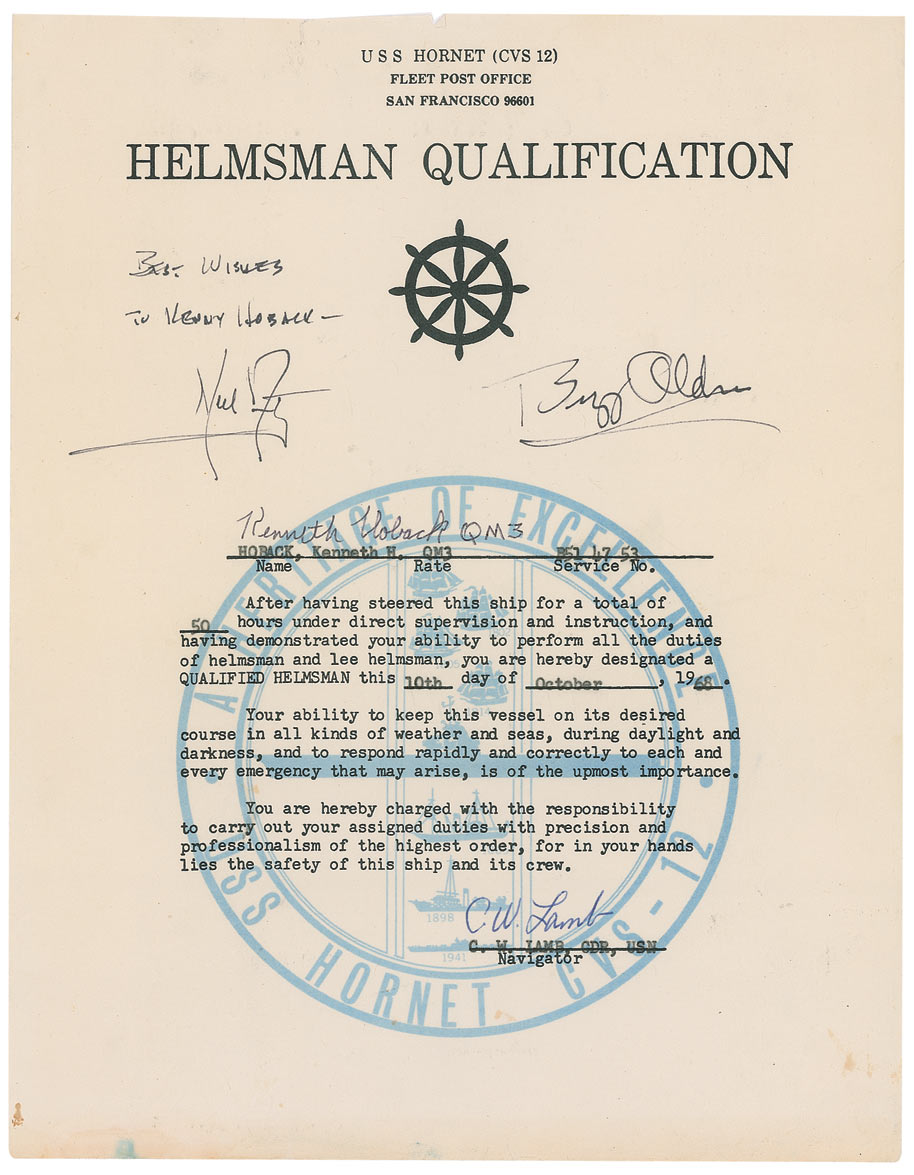 USS HORNET (CVS 12)
FLEET POST OFFICE
SAN FRANCISCO 96601
HELMSMAN QUALIFICATION
Best Wishes
To Kenny Hoback —
Neil
Buzz Aldrin
A HERITAGE OF EXCELLENCE
Kenneth Hoback QM3
HOBACK, Kenneth H. QM3 B51 47 53
Name Rate Service No.
After having steered this ship for a total of
50 hours under direct supervision and instruction, and
having demonstrated your ability to perform all the duties
of helmsman and lee helmsman, you are hereby designated a
QUALIFIED HELMSMAN this 10th day of October, 1968.
Your ability to keep this vessel on its desired
course in all kinds of weather and seas, during daylight and
darkness, and to respond rapidly and correctly to each and
every emergency that may arise, is of the upmost importance.
You are hereby charged with the responsibility
to carry out your assigned duties with precision and
professionalism of the highest order, for in your hands
lies the safety of this ship and its crew.
1898
C.W. Lamb
C. W. LAMB, CDR, USN
1941
Navigator
USS HORNET CVS-12